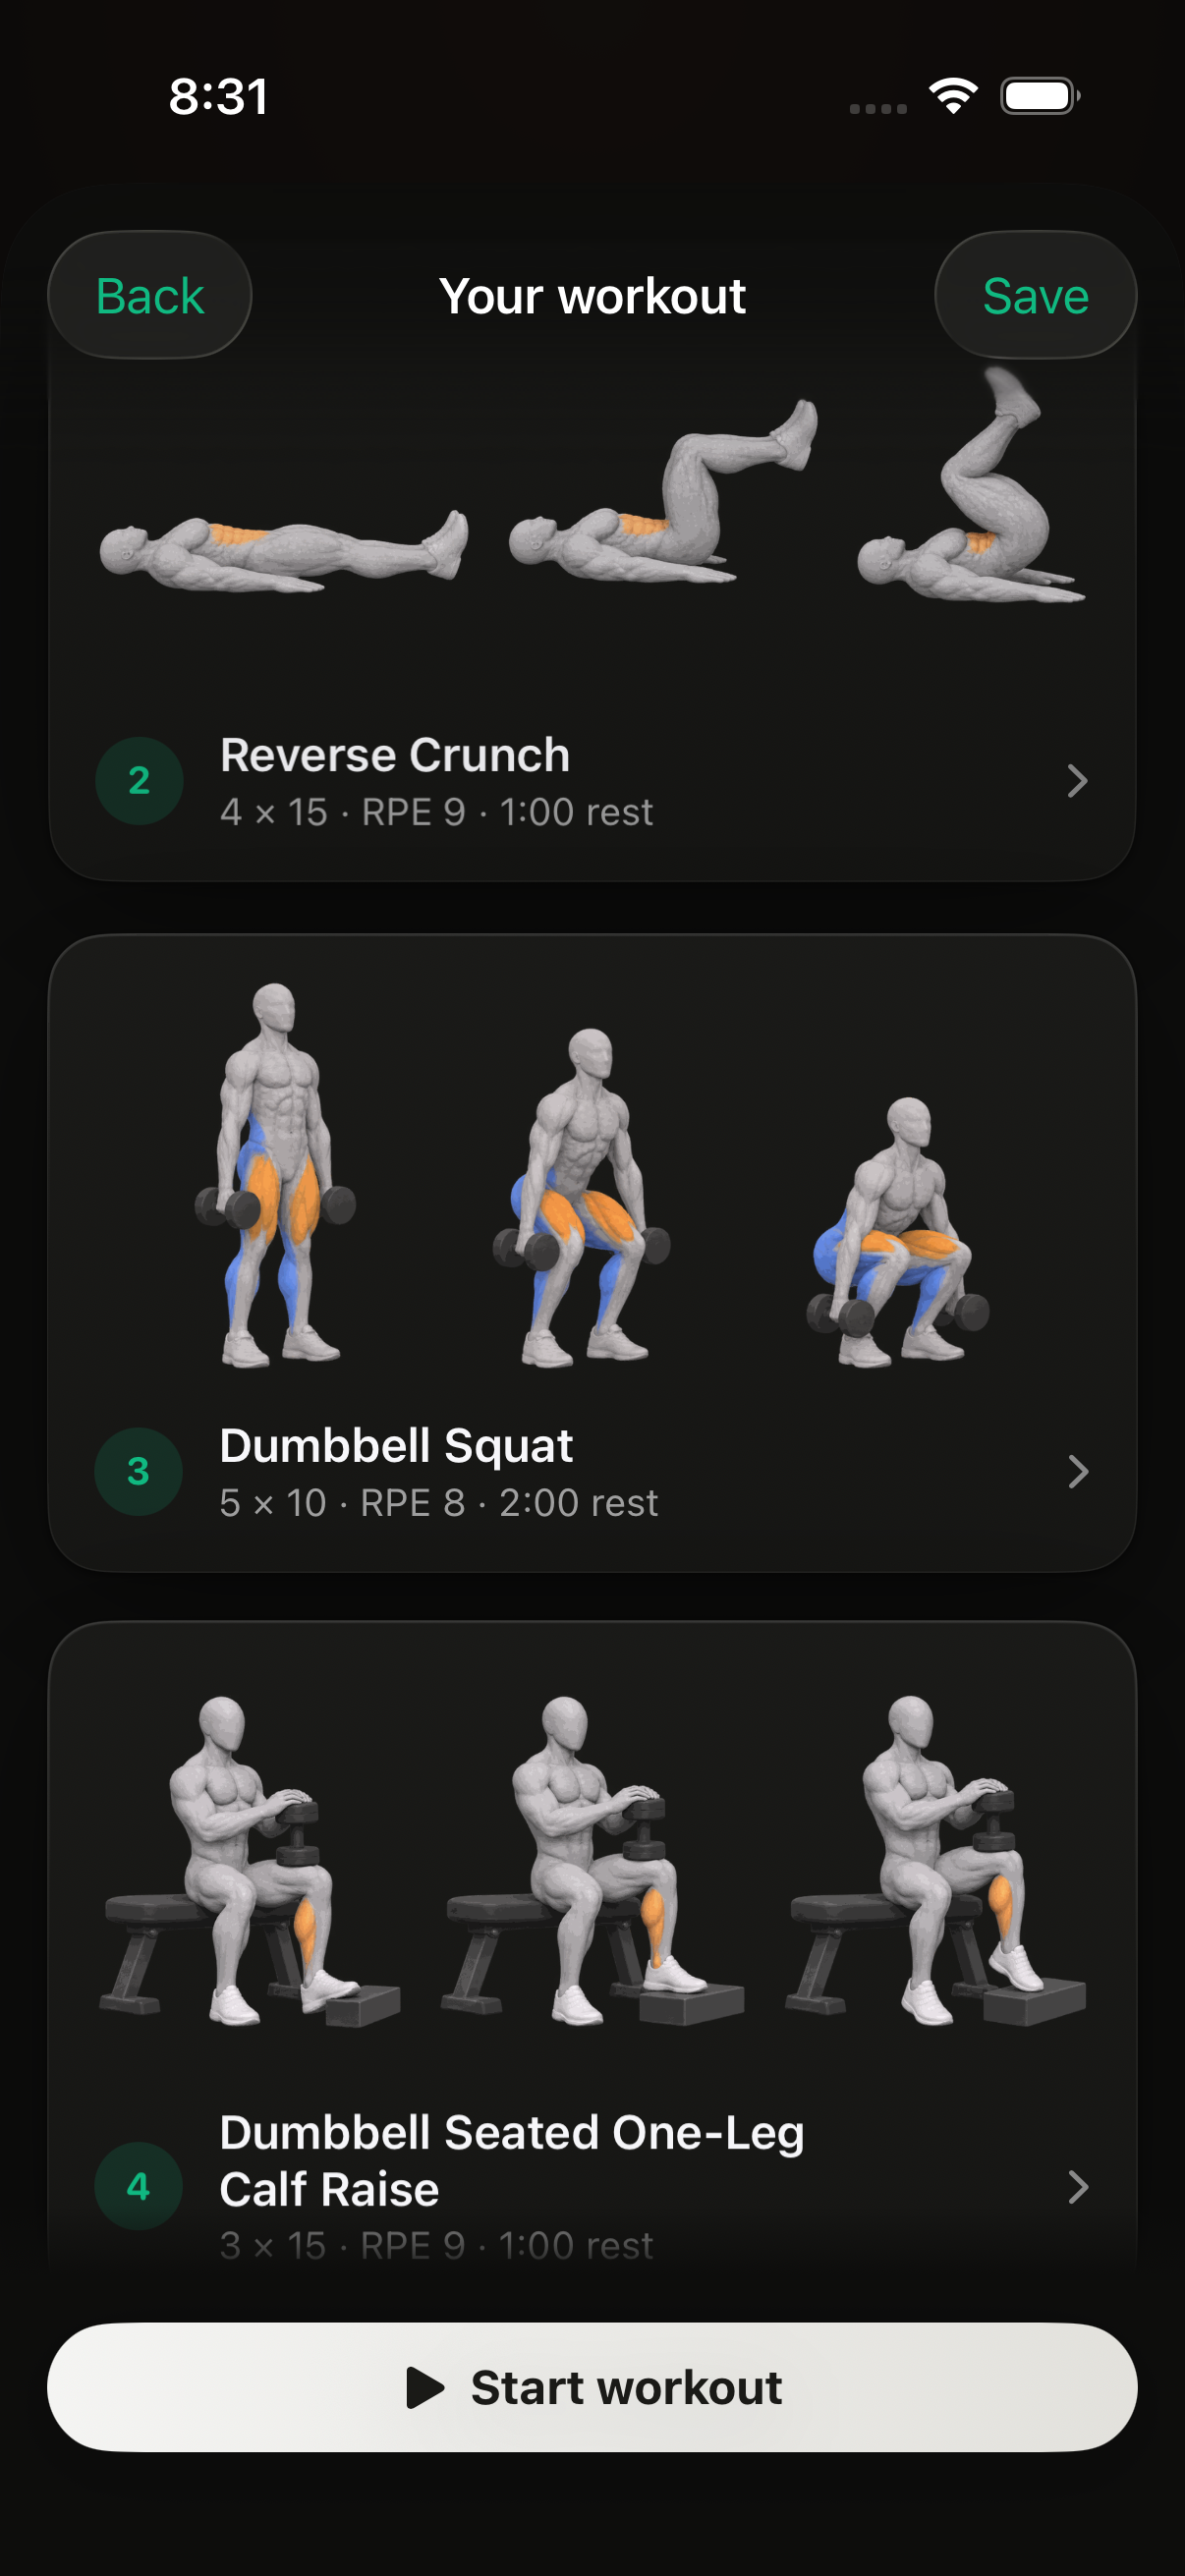 8:31
Back
Your workout
Save
2
Reverse Crunch
4 × 15 · RPE 9 · 1:00 rest
3
Dumbbell Squat
5 × 10 · RPE 8 · 2:00 rest
4
Dumbbell Seated One-Leg
Calf Raise
3 × 15 · RPE 9 · 1:00 rest
Start workout